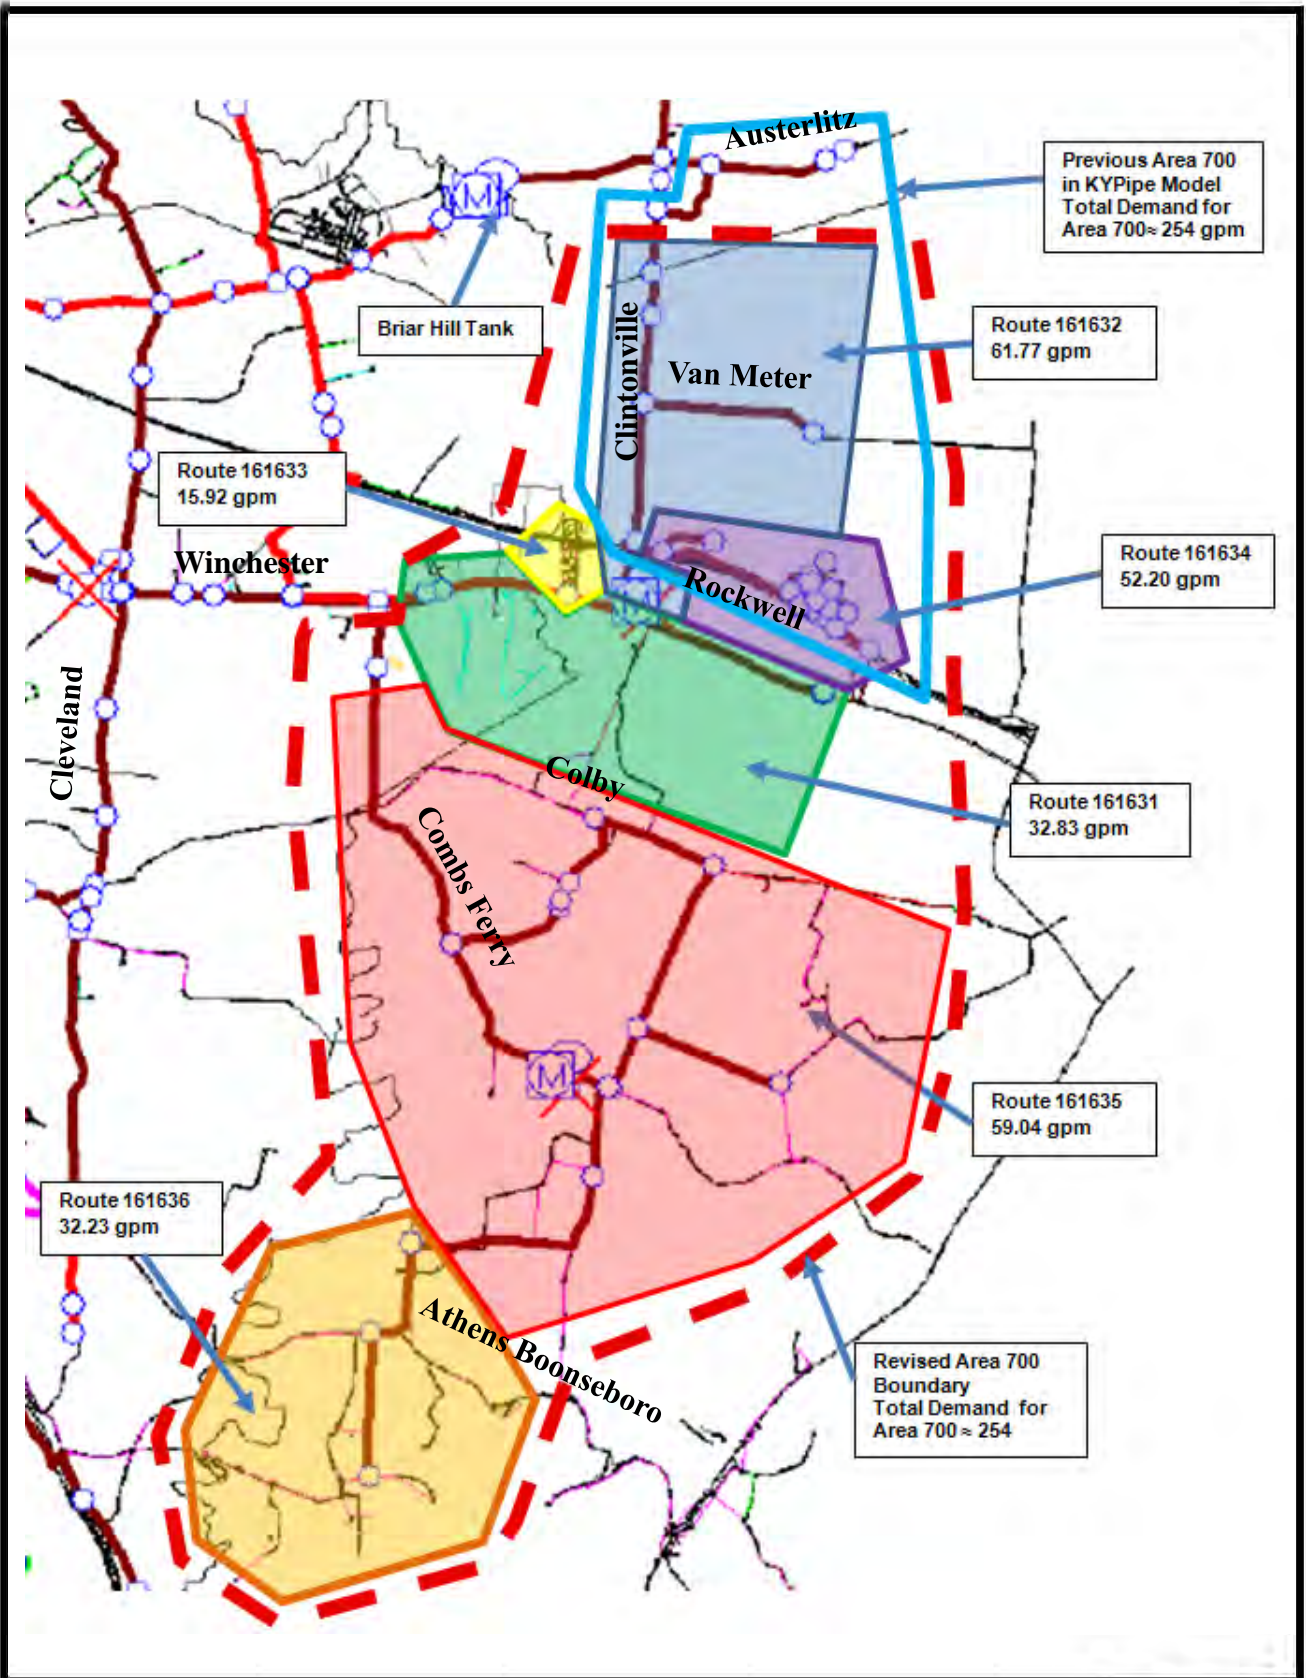 Austerlitz
Previous Area 700
in KYPipe Model
Total Demand for
Area 700≈ 254 gpm
M
Briar Hill Tank
Clintonville
Van Meter
Route 161632
61.77 gpm
Route 161633
15.92 gpm
Winchester
Rockwell
Route 161634
52.20 gpm
Cleveland
Colby
Route 161631
32.83 gpm
Combs Ferry
M
Route 161635
59.04 gpm
Route 161636
32.23 gpm
Athens Boonseboro
Revised Area 700
Boundary
Total Demand for
Area 700 ≈ 254